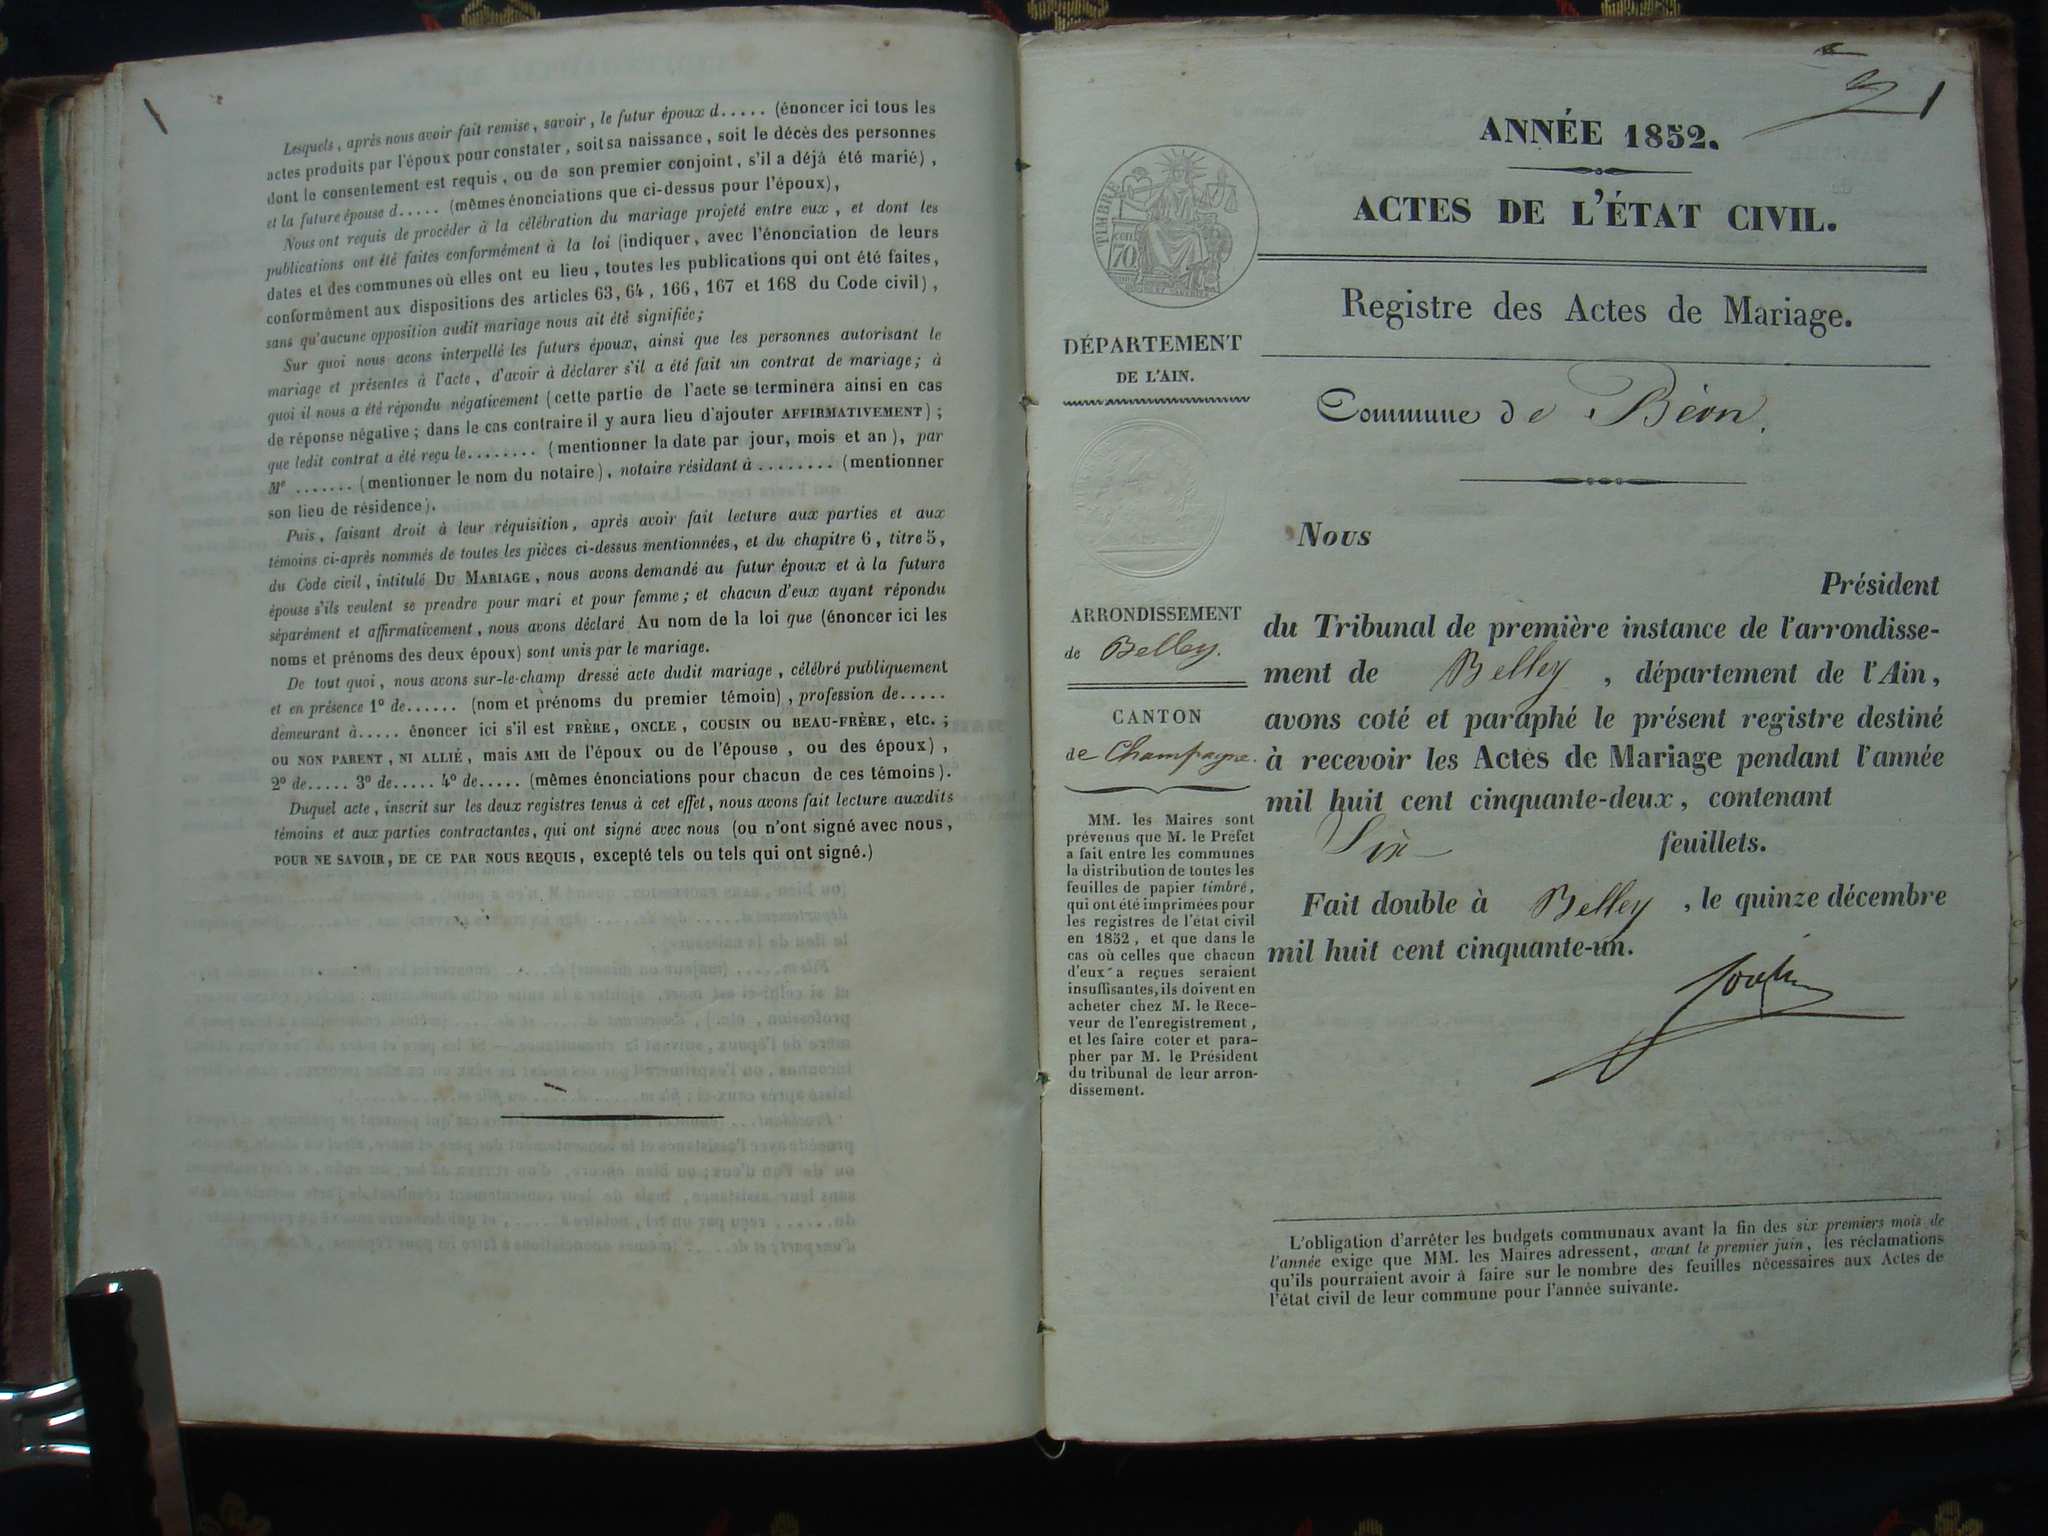 Lesquels, après nous avoir fait remise, savoir, le futur époux d..... (énoncer ici tous les
actes produits par l'époux pour constater, soit sa naissance, soit le décès des personnes
dont le consentement est requis, ou de son premier conjoint, s'il a déjà été marié),
et la future épouse d..... (mêmes énonciations que ci-dessus pour l'époux),
Nous ont requis de procéder à la célébration du mariage projeté entre eux, et dont les
publications ont été faites conformément à la loi (indiquer, avec l'énonciation de leurs
dates et des communes où elles ont eu lieu, toutes les publications qui ont été faites,
conformément aux dispositions des articles 63, 64, 166, 167 et 168 du Code civil),
sans qu'aucune opposition audit mariage nous ait été signifiée;
Sur quoi nous avons interpellé les futurs époux, ainsi que les personnes autorisant le
mariage et présentes à l'acte, d'avoir à déclarer s'il a été fait un contrat de mariage; à
quoi il nous a été répondu négativement (cette partie de l'acte se terminera ainsi en cas
de réponse négative; dans le cas contraire il y aura lieu d'ajouter AFFIRMATIVEMENT);
que ledit contrat a été reçu le........ (mentionner la date par jour, mois et an), par
Me ....... (mentionner le nom du notaire), notaire résidant à ........ (mentionner
son lieu de résidence).
Puis, faisant droit à leur réquisition, après avoir fait lecture aux parties et aux
témoins ci-après nommés de toutes les pièces ci-dessus mentionnées, et du chapitre 6, titre 5,
du Code civil, intitulé DU MARIAGE, nous avons demandé au futur époux et à la future
épouse s'ils veulent se prendre pour mari et pour femme; et chacun d'eux ayant répondu
séparément et affirmativement, nous avons déclaré Au nom de la loi que (énoncer ici les
noms et prénoms des deux époux) sont unis par le mariage.
De tout quoi, nous avons sur-le-champ dressé acte dudit mariage, célébré publiquement
et en présence 1º de...... (nom et prénoms du premier témoin), profession de.....
demeurant à..... énoncer ici s'il est FRÈRE, ONCLE, COUSIN ou BEAU-FRÈRE, etc.;
ou NON PARENT, NI ALLIÉ, mais AMI de l'époux ou de l'épouse, ou des époux),
2º de..... 3º de..... 4º de..... (mêmes énonciations pour chacun de ces témoins).
Duquel acte, inscrit sur les deux registres tenus à cet effet, nous avons fait lecture auxdits
témoins et aux parties contractantes, qui ont signé avec nous (ou n'ont signé avec nous,
POUR NE SAVOIR, DE CE PAR NOUS REQUIS, excepté tels ou tels qui ont signé.)
1
ANNÉE 1852.
ACTES DE L'ÉTAT CIVIL.
Registre des Actes de Mariage.
Commune de Béon.
TIMBRE
70
DÉPARTEMENT
DE L'AIN.
ARRONDISSEMENT
de Belley.
CANTON
de Champagne.
MM. les Maires sont
prévenus que M. le Prefet
a fait entre les communes
la distribution de toutes les
feuilles de papier timbré,
qui ont été imprimées pour
les registres de l'état civil
en 1852, et que dans le
cas où celles que chacun
d'eux a reçues seraient
insuffisantes, ils doivent en
acheter chez M. le Rece-
veur de l'enregistrement,
et les faire coter et para-
pher par M. le Président
du tribunal de leur arron-
dissement.
Nous
Président
du Tribunal de première instance de l'arrondisse-
ment de Belley, département de l'Ain,
avons coté et paraphé le présent registre destiné
à recevoir les Actes de Mariage pendant l'année
mil huit cent cinquante-deux, contenant
Six feuillets.
Fait double à Belley, le quinze décembre
mil huit cent cinquante-un.
L'obligation d'arrêter les budgets communaux avant la fin des six premiers mois de
l'année exige que MM. les Maires adressent, avant le premier juin, les réclamations
qu'ils pourraient avoir à faire sur le nombre des feuilles nécessaires aux Actes de
l'état civil de leur commune pour l'année suivante.